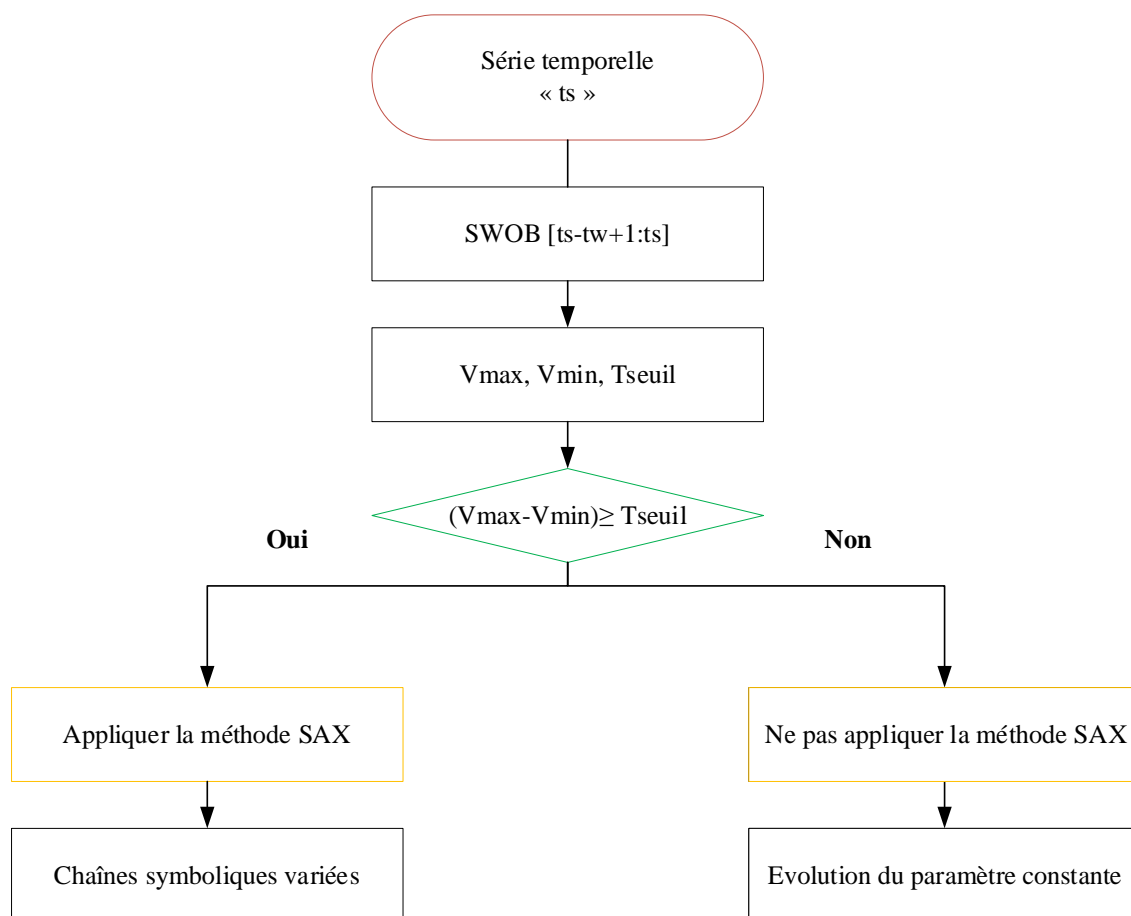 Série temporelle
« ts »
SWOB [ts-tw+1:ts]
Vmax, Vmin, Tseuil
(Vmax-Vmin)≥ Tseuil
Oui
Non
Appliquer la méthode SAX
Ne pas appliquer la méthode SAX
Chaînes symboliques variées
Evolution du paramètre constante